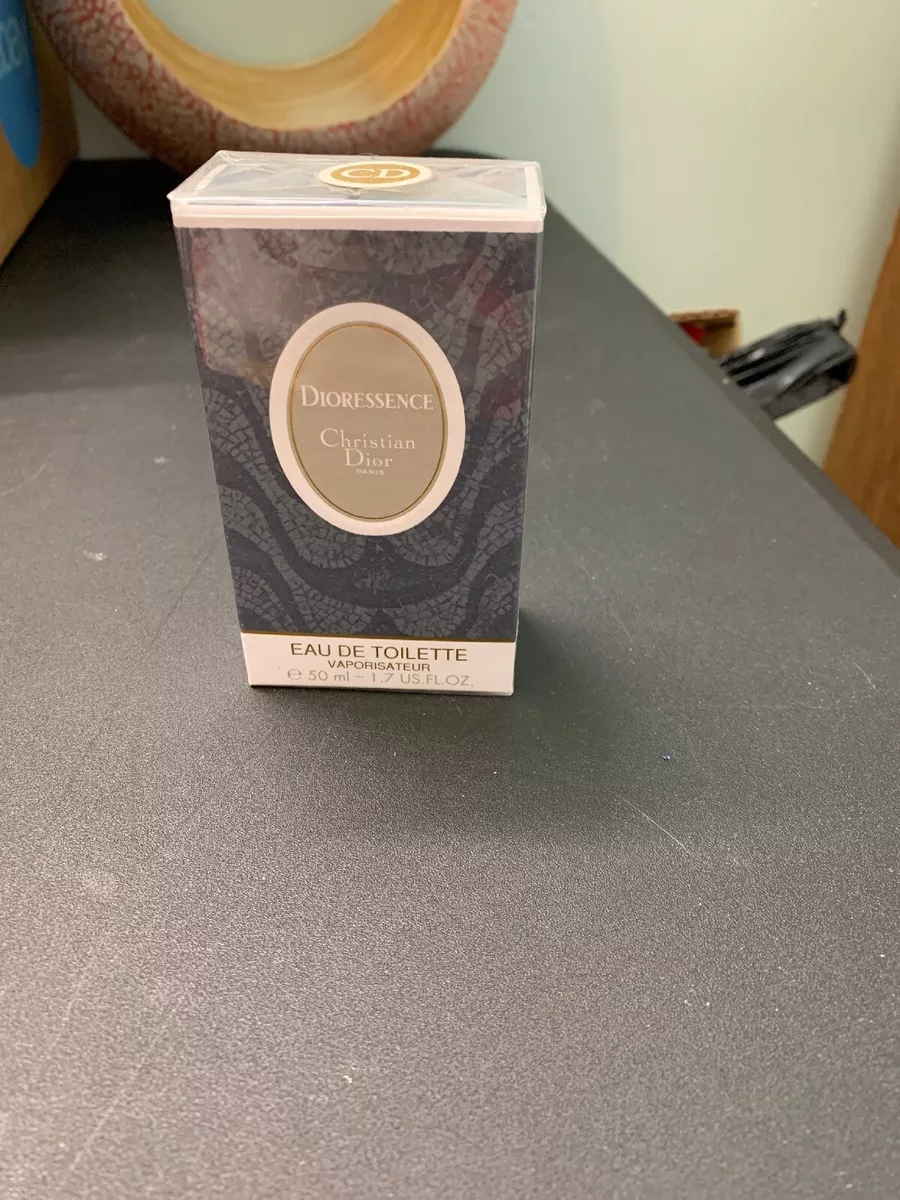 CD
DIORESSENCE
Christian
Dior
PARIS
EAU DE TOILETTE
VAPORISATEUR
℮ 50 ml - 1.7 US.FL.OZ.